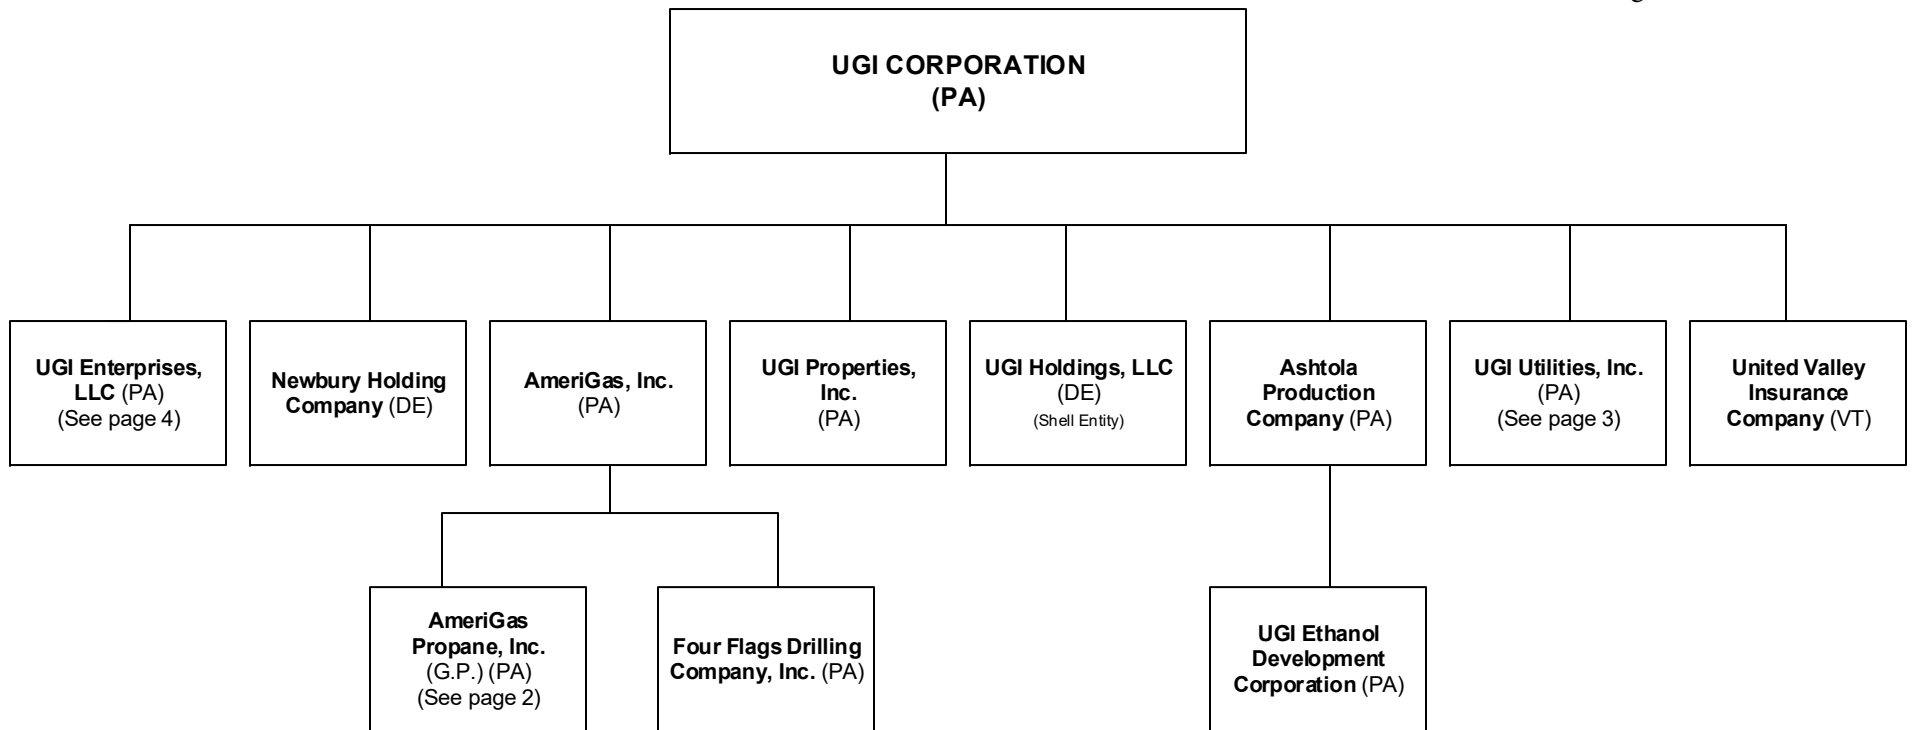 UGI CORPORATION
(PA)
UGI Enterprises,
LLC (PA)
(See page 4)
Newbury Holding
Company (DE)
AmeriGas, Inc.
(PA)
UGI Properties,
Inc.
(PA)
UGI Holdings, LLC
(DE)
(Shell Entity)
Ashtola
Production
Company (PA)
UGI Utilities, Inc.
(PA)
(See page 3)
United Valley
Insurance
Company (VT)
AmeriGas
Propane, Inc.
(G.P.) (PA)
(See page 2)
Four Flags Drilling
Company, Inc. (PA)
UGI Ethanol
Development
Corporation (PA)